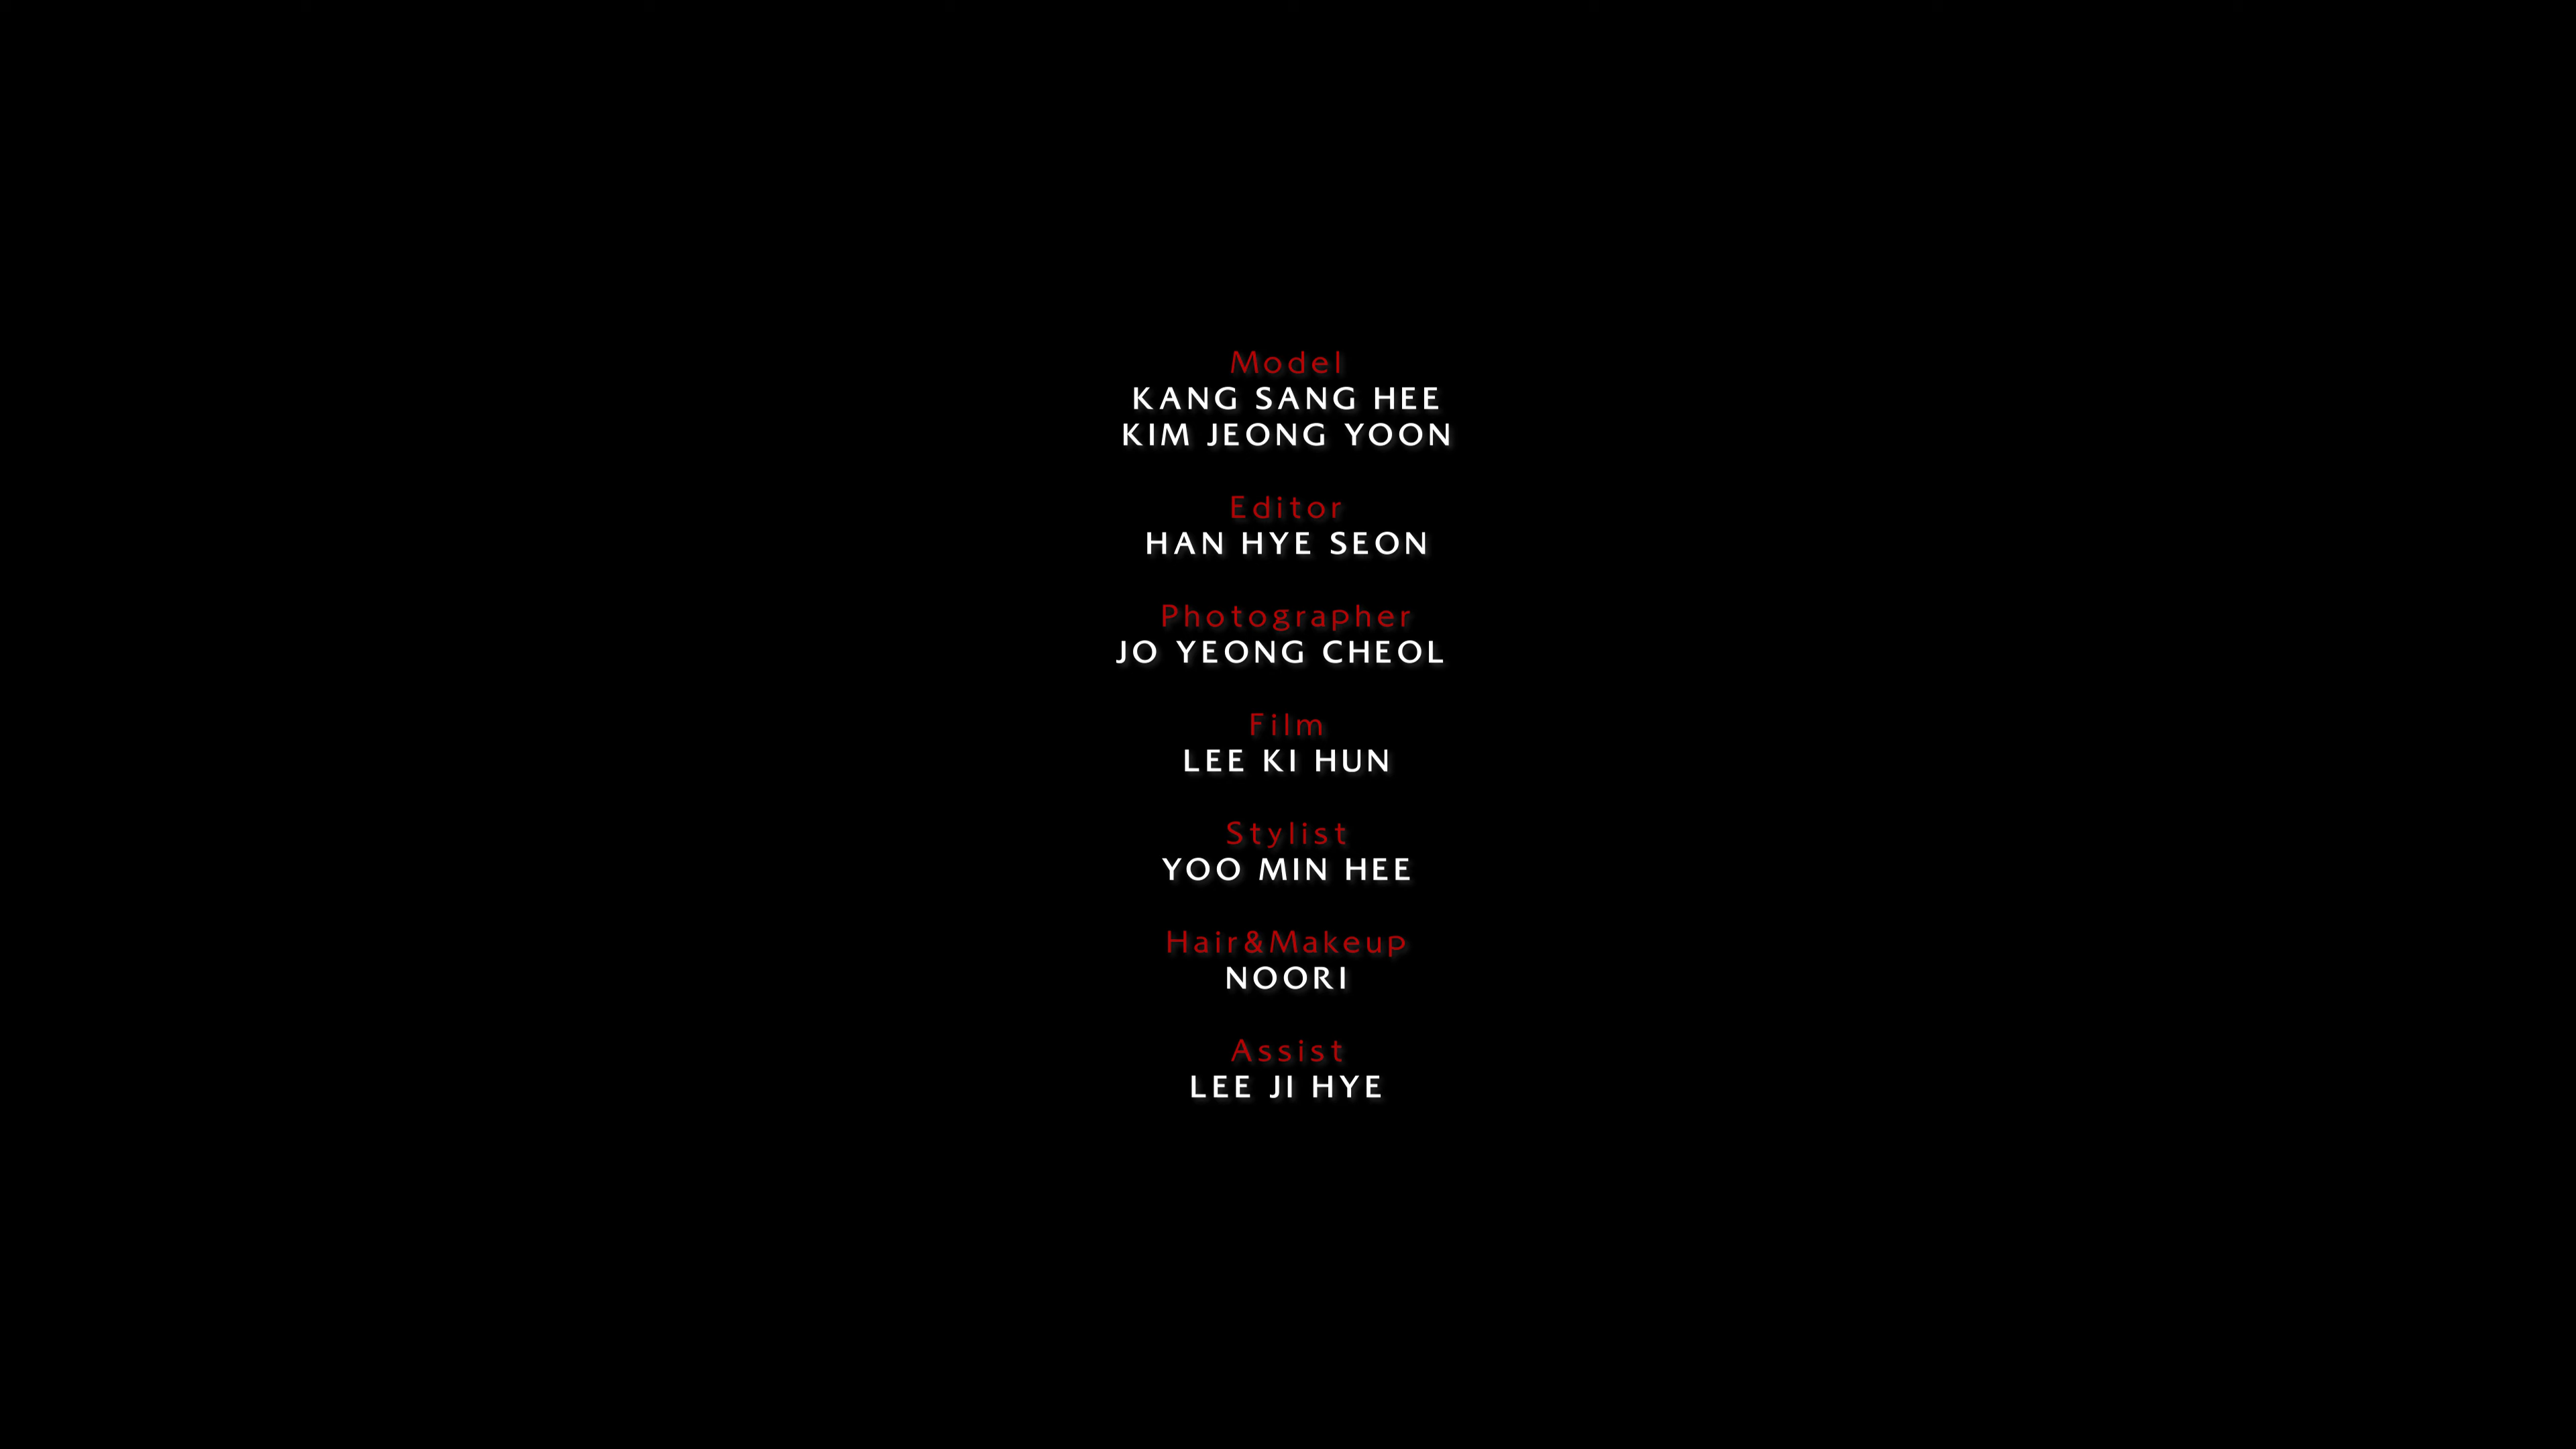 Model
KANG SANG HEE
KIM JEONG YOON
Editor
HAN HYE SEON
Photographer
JO YEONG CHEOL
Film
LEE KI HUN
Stylist
YOO MIN HEE
Hair&Makeup
NOORI
Assist
LEE JI HYE